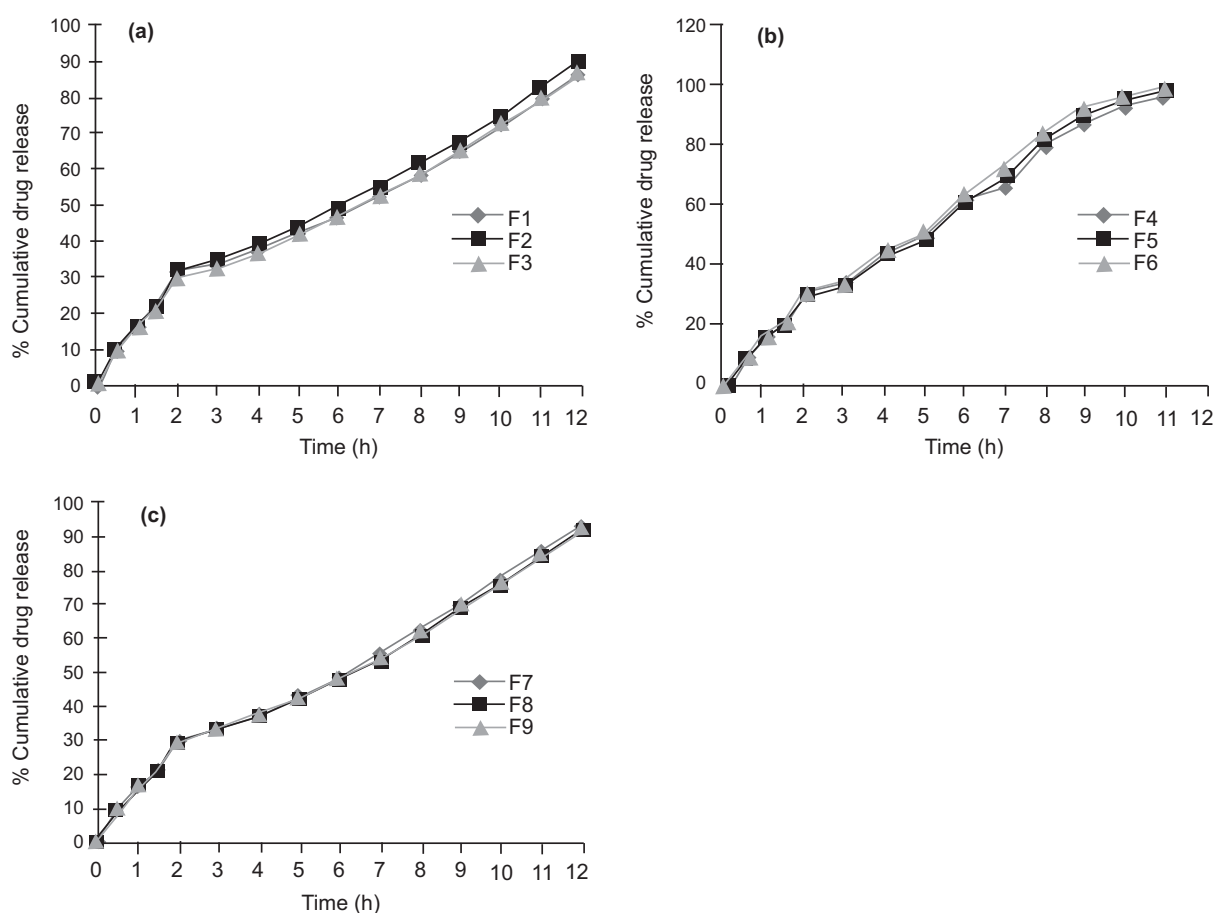 (a)
% Cumulative drug release
100
90
80
70
60
50
40
30
20
10
0
0 1 2 3 4 5 6 7 8 9 10 11 12
Time (h)
F1
F2
F3
(b)
% Cumulative drug release
120
100
80
60
40
20
0
0 1 2 3 4 5 6 7 8 9 10 11 12
Time (h)
F4
F5
F6
(c)
% Cumulative drug release
100
90
80
70
60
50
40
30
20
10
0
0 1 2 3 4 5 6 7 8 9 10 11 12
Time (h)
F7
F8
F9